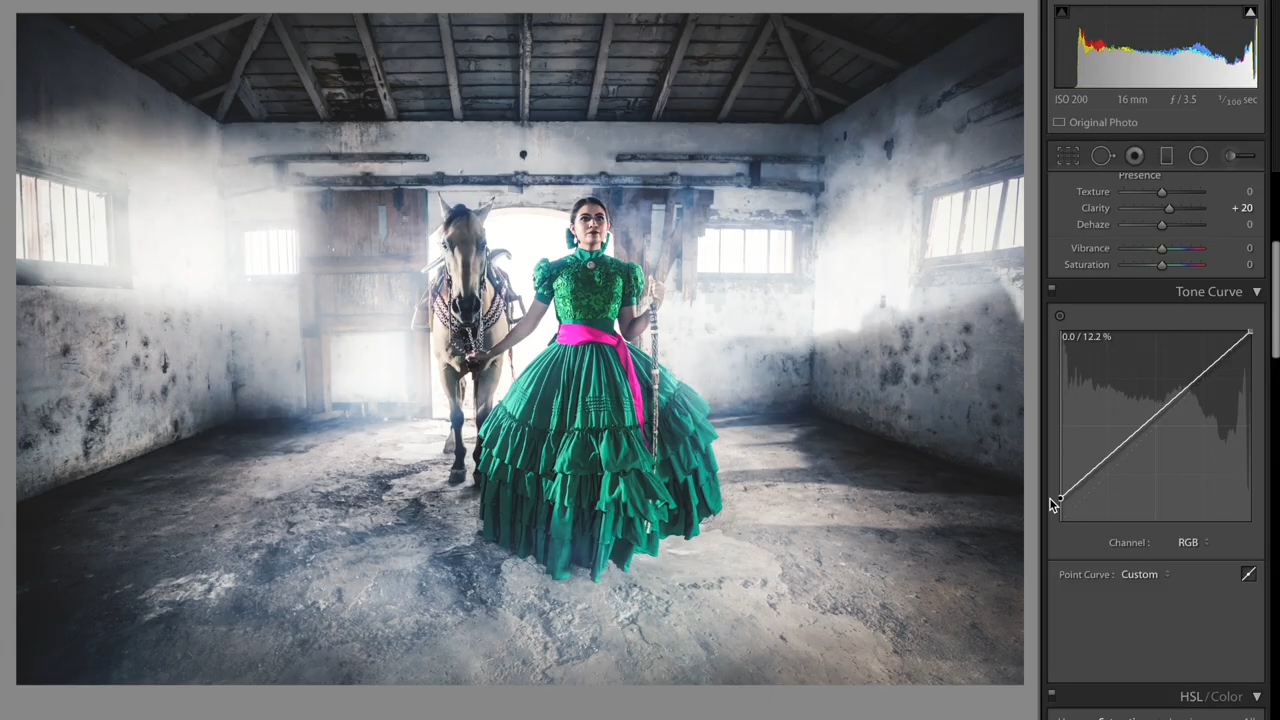 ISO 200 16 mm ƒ / 3.5 1/100 sec
Original Photo
Presence
Texture 0
Clarity + 20
Dehaze 0
Vibrance 0
Saturation 0
Tone Curve
0.0 / 12.2 %
Channel : RGB
Point Curve : Custom
HSL / Color